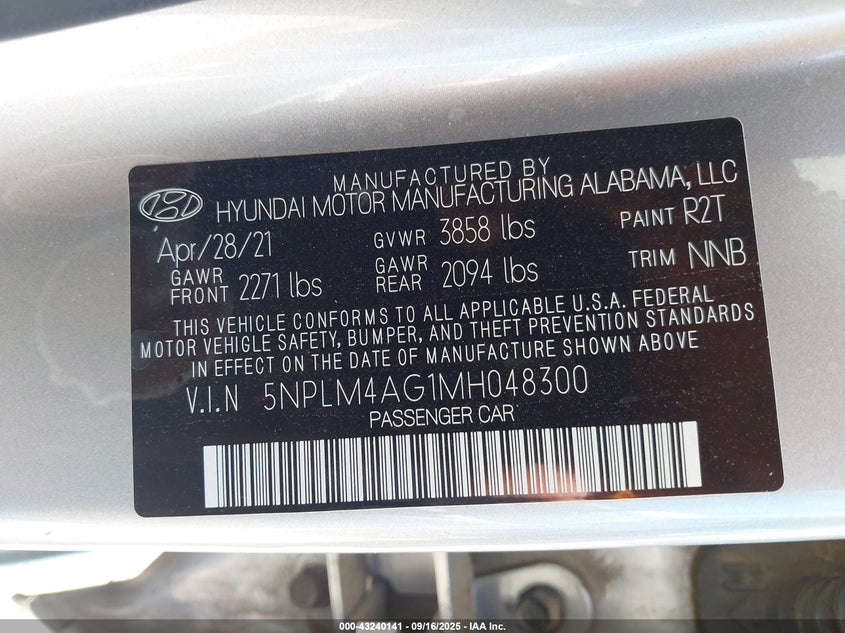 MANUFACTURED BY
HYUNDAI MOTOR MANUFACTURING ALABAMA, LLC
Apr/28/21 GVWR 3858 lbs PAINT R2T
GAWR FRONT 2271 lbs GAWR REAR 2094 lbs TRIM NNB
THIS VEHICLE CONFORMS TO ALL APPLICABLE U.S.A. FEDERAL
MOTOR VEHICLE SAFETY, BUMPER, AND THEFT PREVENTION STANDARDS
IN EFFECT ON THE DATE OF MANUFACTURE SHOWN ABOVE
V.I.N 5NPLM4AG1MH048300
PASSENGER CAR
000-43240141 - 09/16/2025 - IAA Inc.